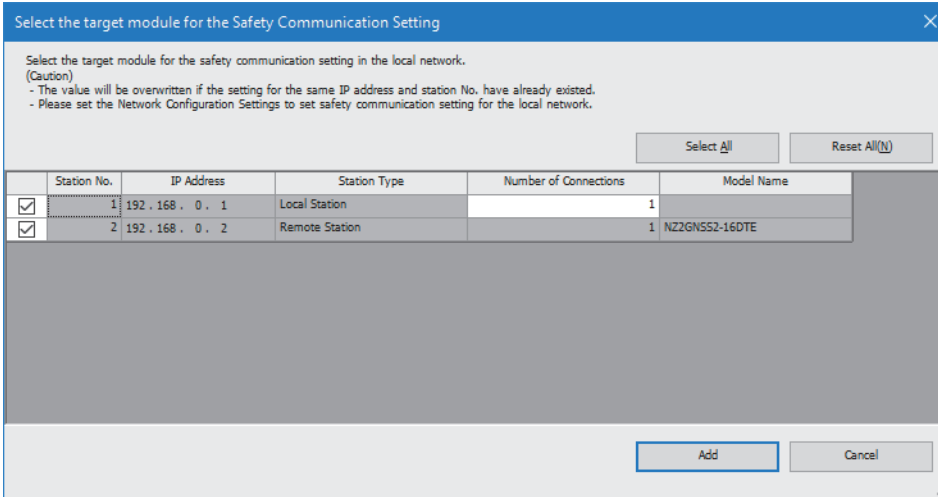 Select the target module for the Safety Communication Setting
Select the target module for the safety communication setting in the local network.
(Caution)
- The value will be overwritten if the setting for the same IP address and station No. have already existed.
- Please set the Network Configuration Settings to set safety communication setting for the local network.
Select All Reset All(N)
Station No. IP Address Station Type Number of Connections Model Name
1 192 . 168 . 0 . 1 Local Station 1
2 192 . 168 . 0 . 2 Remote Station 1 NZ2GNSS2-16DTE
Add Cancel